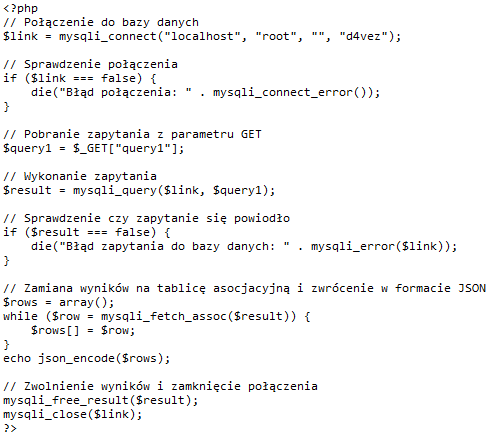 <?php
// Połączenie do bazy danych
$link = mysqli_connect("localhost", "root", "", "d4vez");

// Sprawdzenie połączenia
if ($link === false) {
    die("Błąd połączenia: " . mysqli_connect_error());
}

// Pobranie zapytania z parametru GET
$query1 = $_GET["query1"];

// Wykonanie zapytania
$result = mysqli_query($link, $query1);

// Sprawdzenie czy zapytanie się powiodło
if ($result === false) {
    die("Błąd zapytania do bazy danych: " . mysqli_error($link));
}

// Zamiana wyników na tablicę asocjacyjną i zwrócenie w formacie JSON
$rows = array();
while ($row = mysqli_fetch_assoc($result)) {
    $rows[] = $row;
}
echo json_encode($rows);

// Zwolnienie wyników i zamknięcie połączenia
mysqli_free_result($result);
mysqli_close($link);
?>